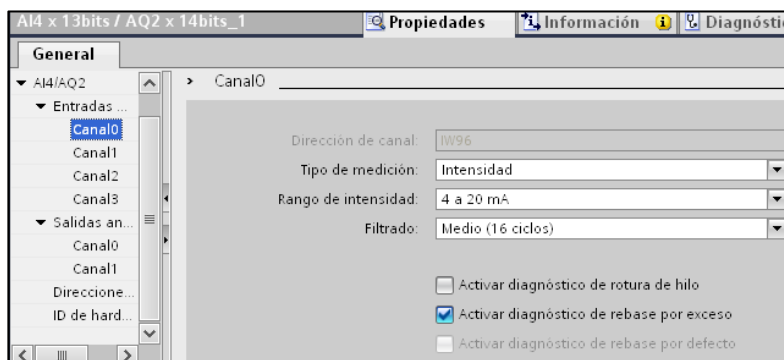 AI4 x 13bits / AQ2 x 14bits_1
Propiedades
Información
Diagnósti
General
AI4/AQ2
Entradas ...
Canal0
Canal1
Canal2
Canal3
Salidas an...
Canal0
Canal1
Direccione...
ID de hard...
> Canal0
Dirección de canal: IW96
Tipo de medición: Intensidad
Rango de intensidad: 4 a 20 mA
Filtrado: Medio (16 ciclos)
Activar diagnóstico de rotura de hilo
Activar diagnóstico de rebase por exceso
Activar diagnóstico de rebase por defecto